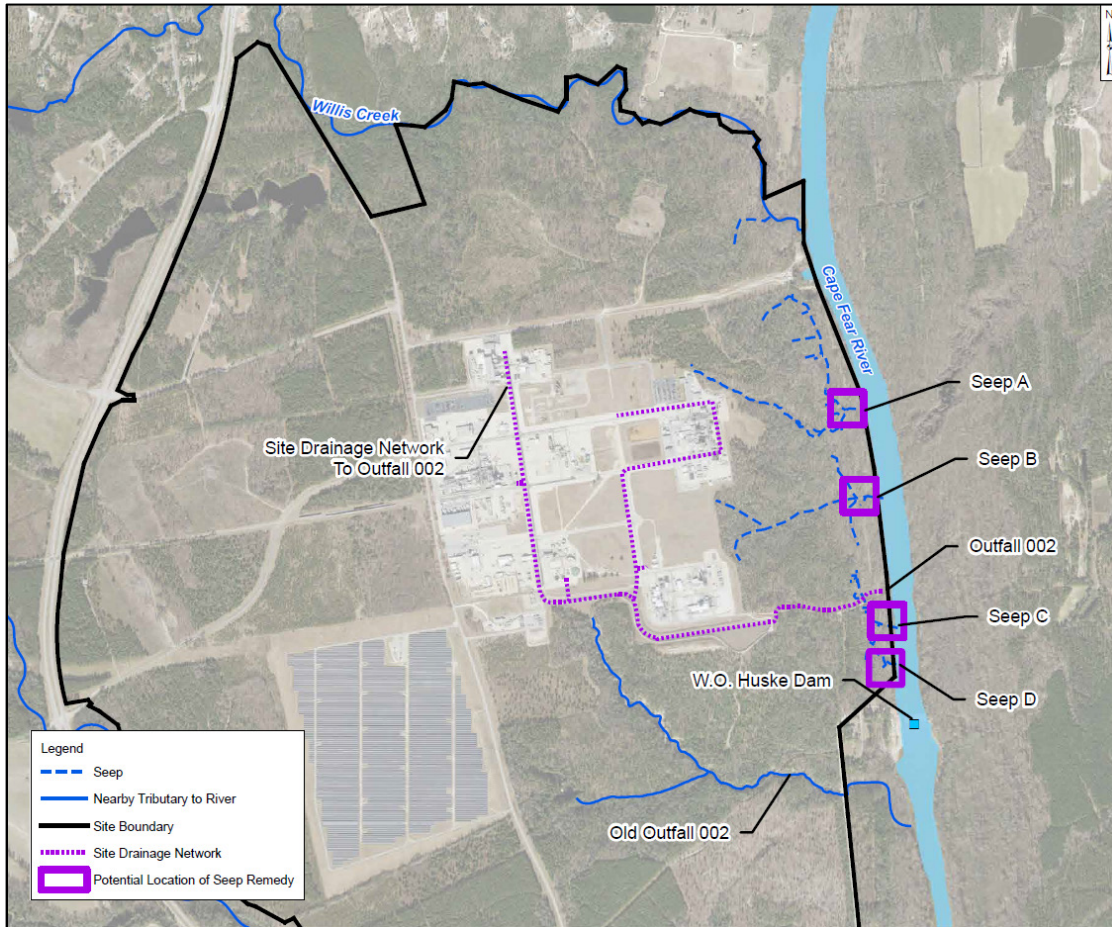 N
Willis Creek
Cape Fear River
Seep A
Site Drainage Network
To Outfall 002
Seep B
Outfall 002
Seep C
W.O. Huske Dam
Seep D
Old Outfall 002
Legend
Seep
Nearby Tributary to River
Site Boundary
Site Drainage Network
Potential Location of Seep Remedy